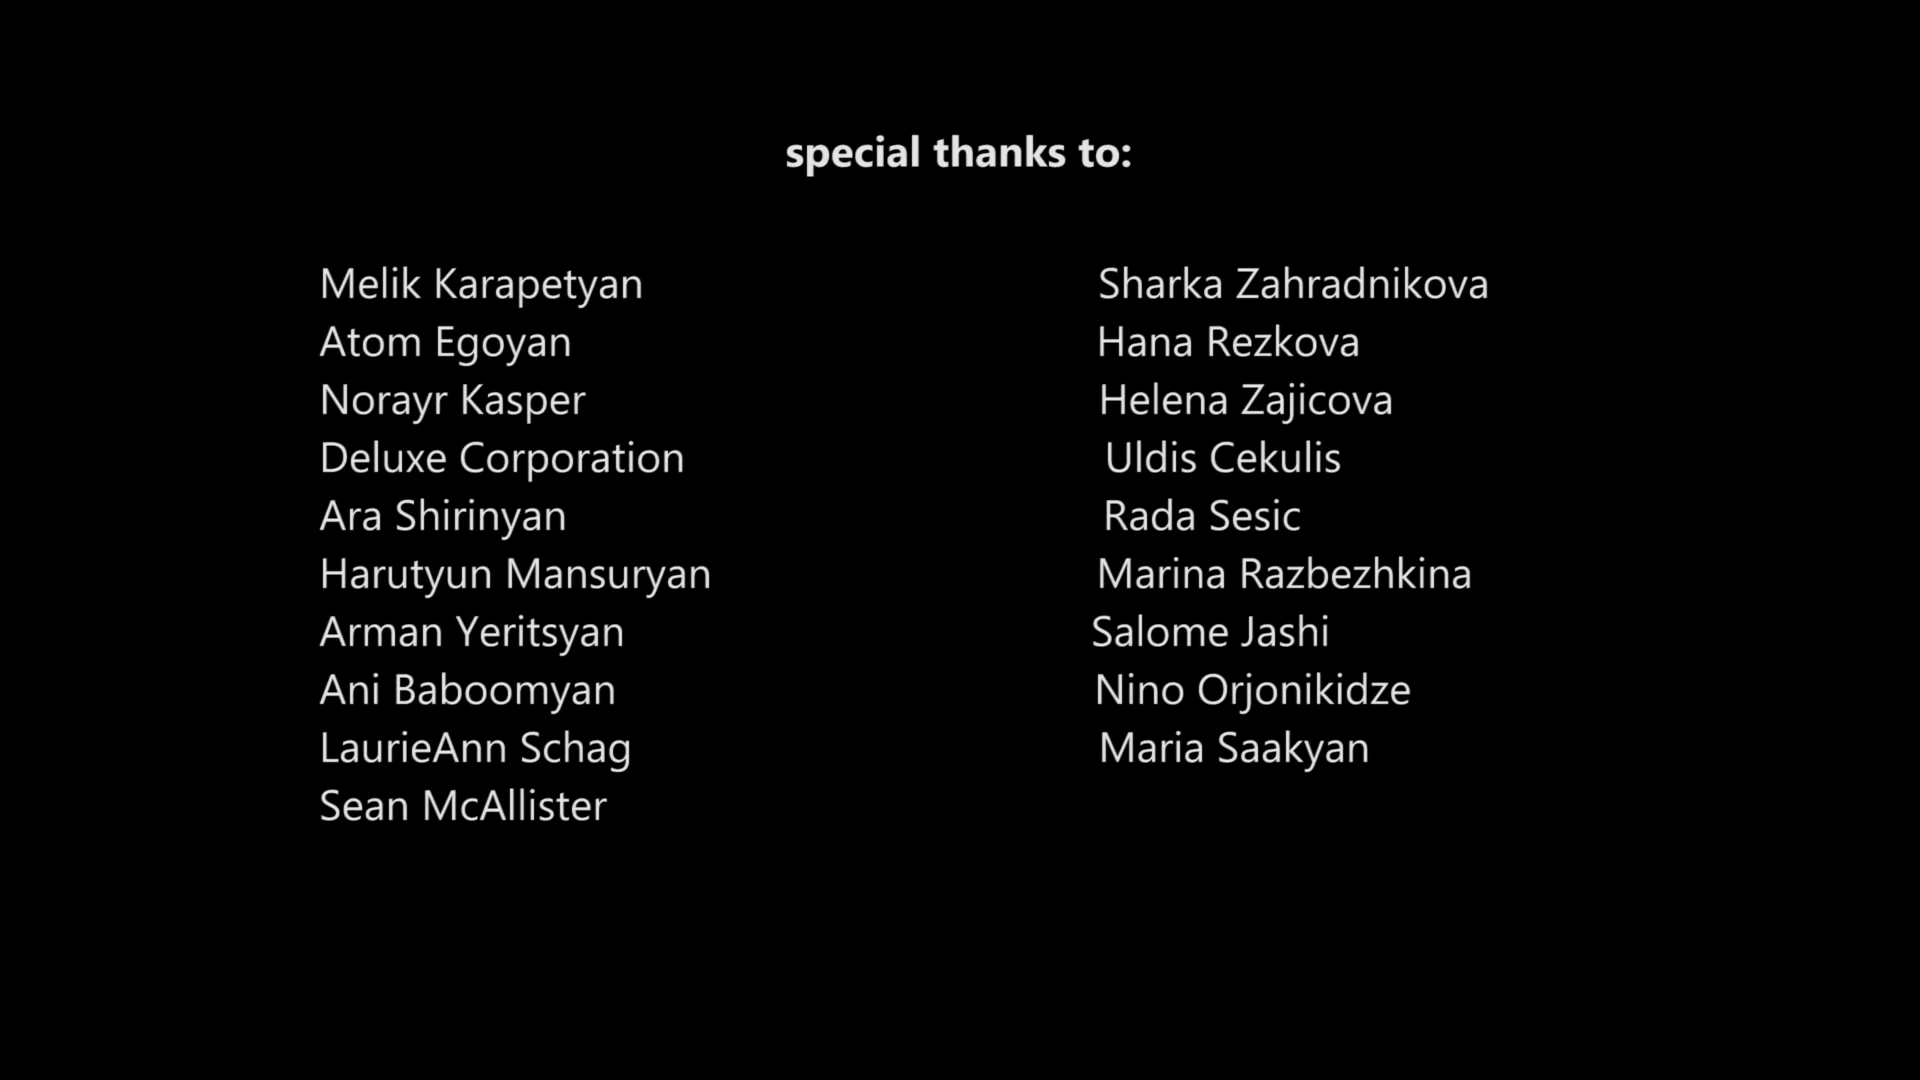 special thanks to:
Melik Karapetyan
Atom Egoyan
Norayr Kasper
Deluxe Corporation
Ara Shirinyan
Harutyun Mansuryan
Arman Yeritsyan
Ani Baboomyan
LaurieAnn Schag
Sean McAllister
Sharka Zahradnikova
Hana Rezkova
Helena Zajicova
Uldis Cekulis
Rada Sesic
Marina Razbezhkina
Salome Jashi
Nino Orjonikidze
Maria Saakyan